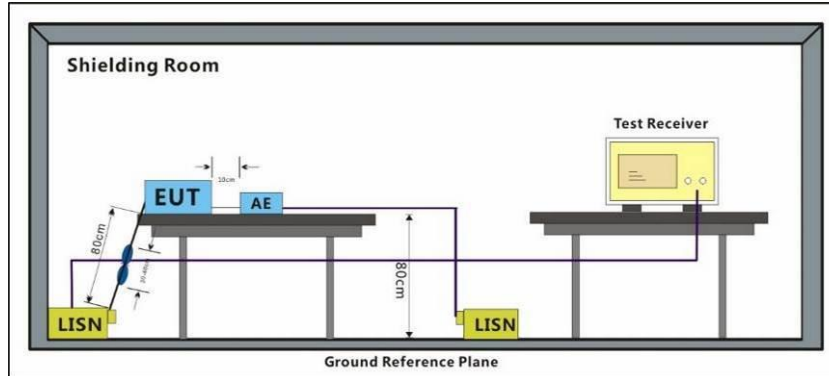 Shielding Room
Test Receiver
10cm
EUT
AE
80cm
80cm
LISN
LISN
Ground Reference Plane